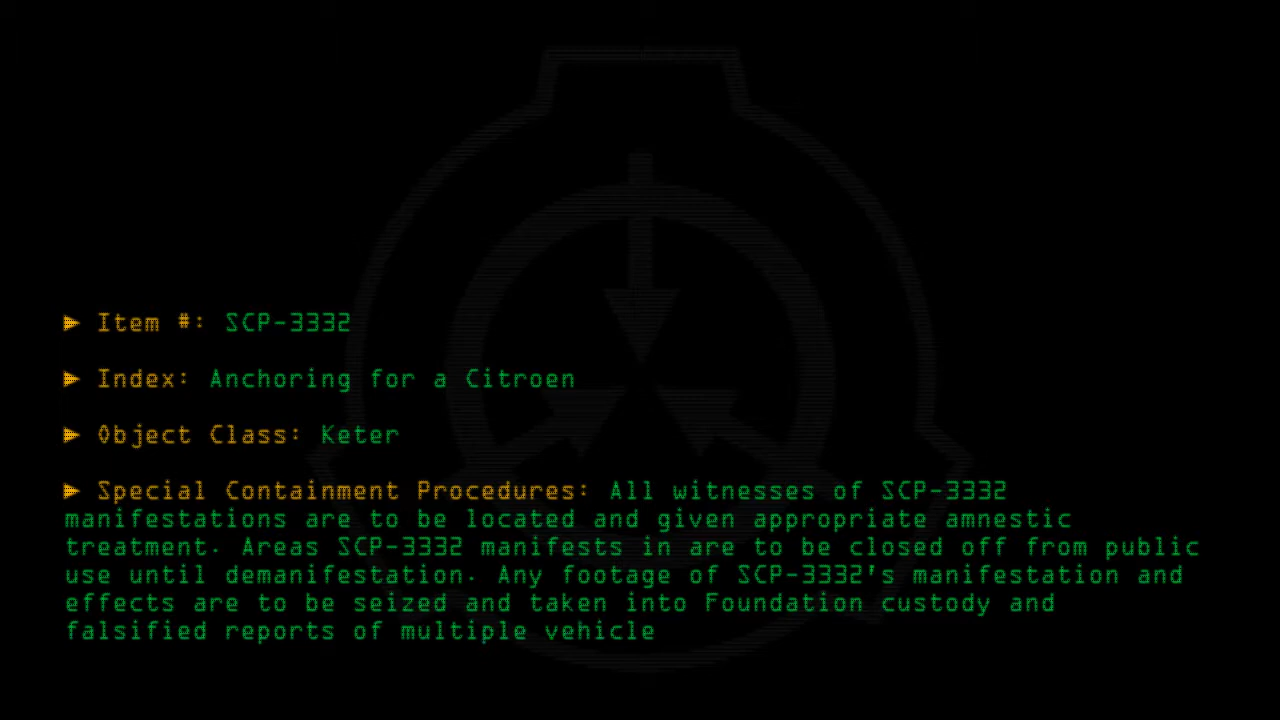 ► Item #: SCP-3332
► Index: Anchoring for a Citroen
► Object Class: Keter
► Special Containment Procedures: All witnesses of SCP-3332
manifestations are to be located and given appropriate amnestic
treatment. Areas SCP-3332 manifests in are to be closed off from public
use until demanifestation. Any footage of SCP-3332's manifestation and
effects are to be seized and taken into Foundation custody and
falsified reports of multiple vehicle